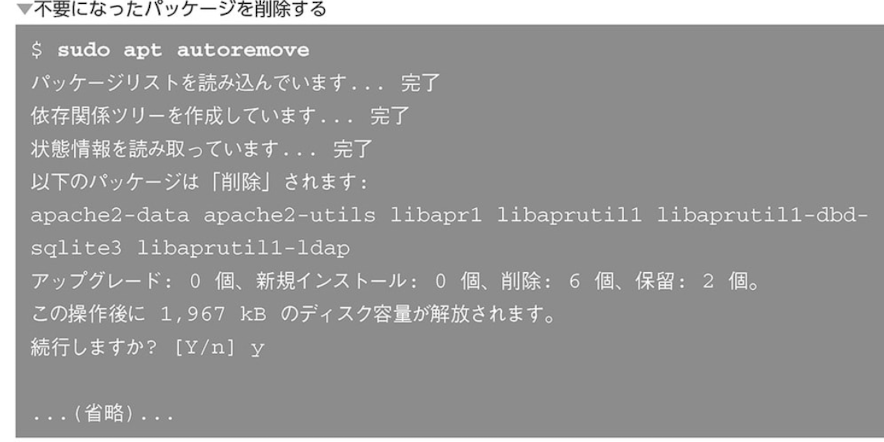 ▼不要になったパッケージを削除する
$ sudo apt autoremove
パッケージリストを読み込んでいます... 完了
依存関係ツリーを作成しています... 完了
状態情報を読み取っています... 完了
以下のパッケージは「削除」されます:
apache2-data apache2-utils libapr1 libaprutil1 libaprutil1-dbd-
sqlite3 libaprutil1-ldap
アップグレード: 0 個、新規インストール: 0 個、削除: 6 個、保留: 2 個。
この操作後に 1,967 kB のディスク容量が解放されます。
続行しますか? [Y/n] y
...(省略)...